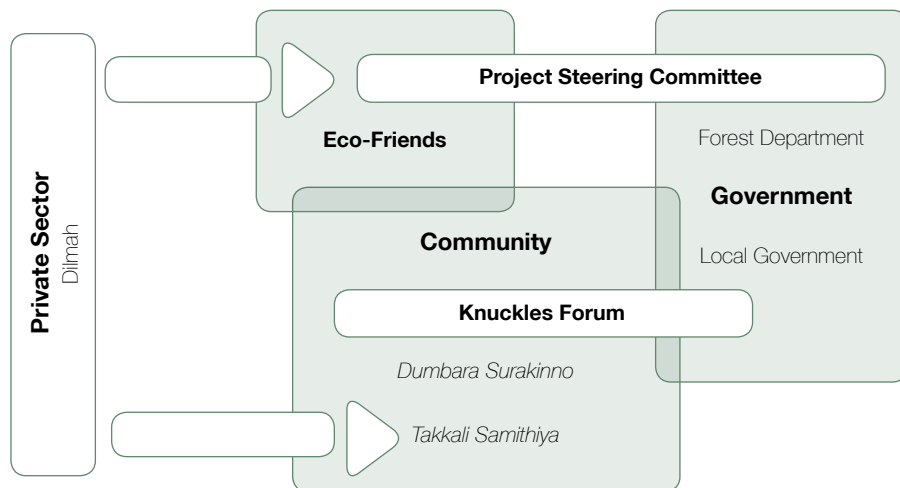 Private Sector
Dilmah
Project Steering Committee
Eco-Friends
Forest Department
Government
Local Government
Community
Knuckles Forum
Dumbara Surakinno
Takkali Samithiya